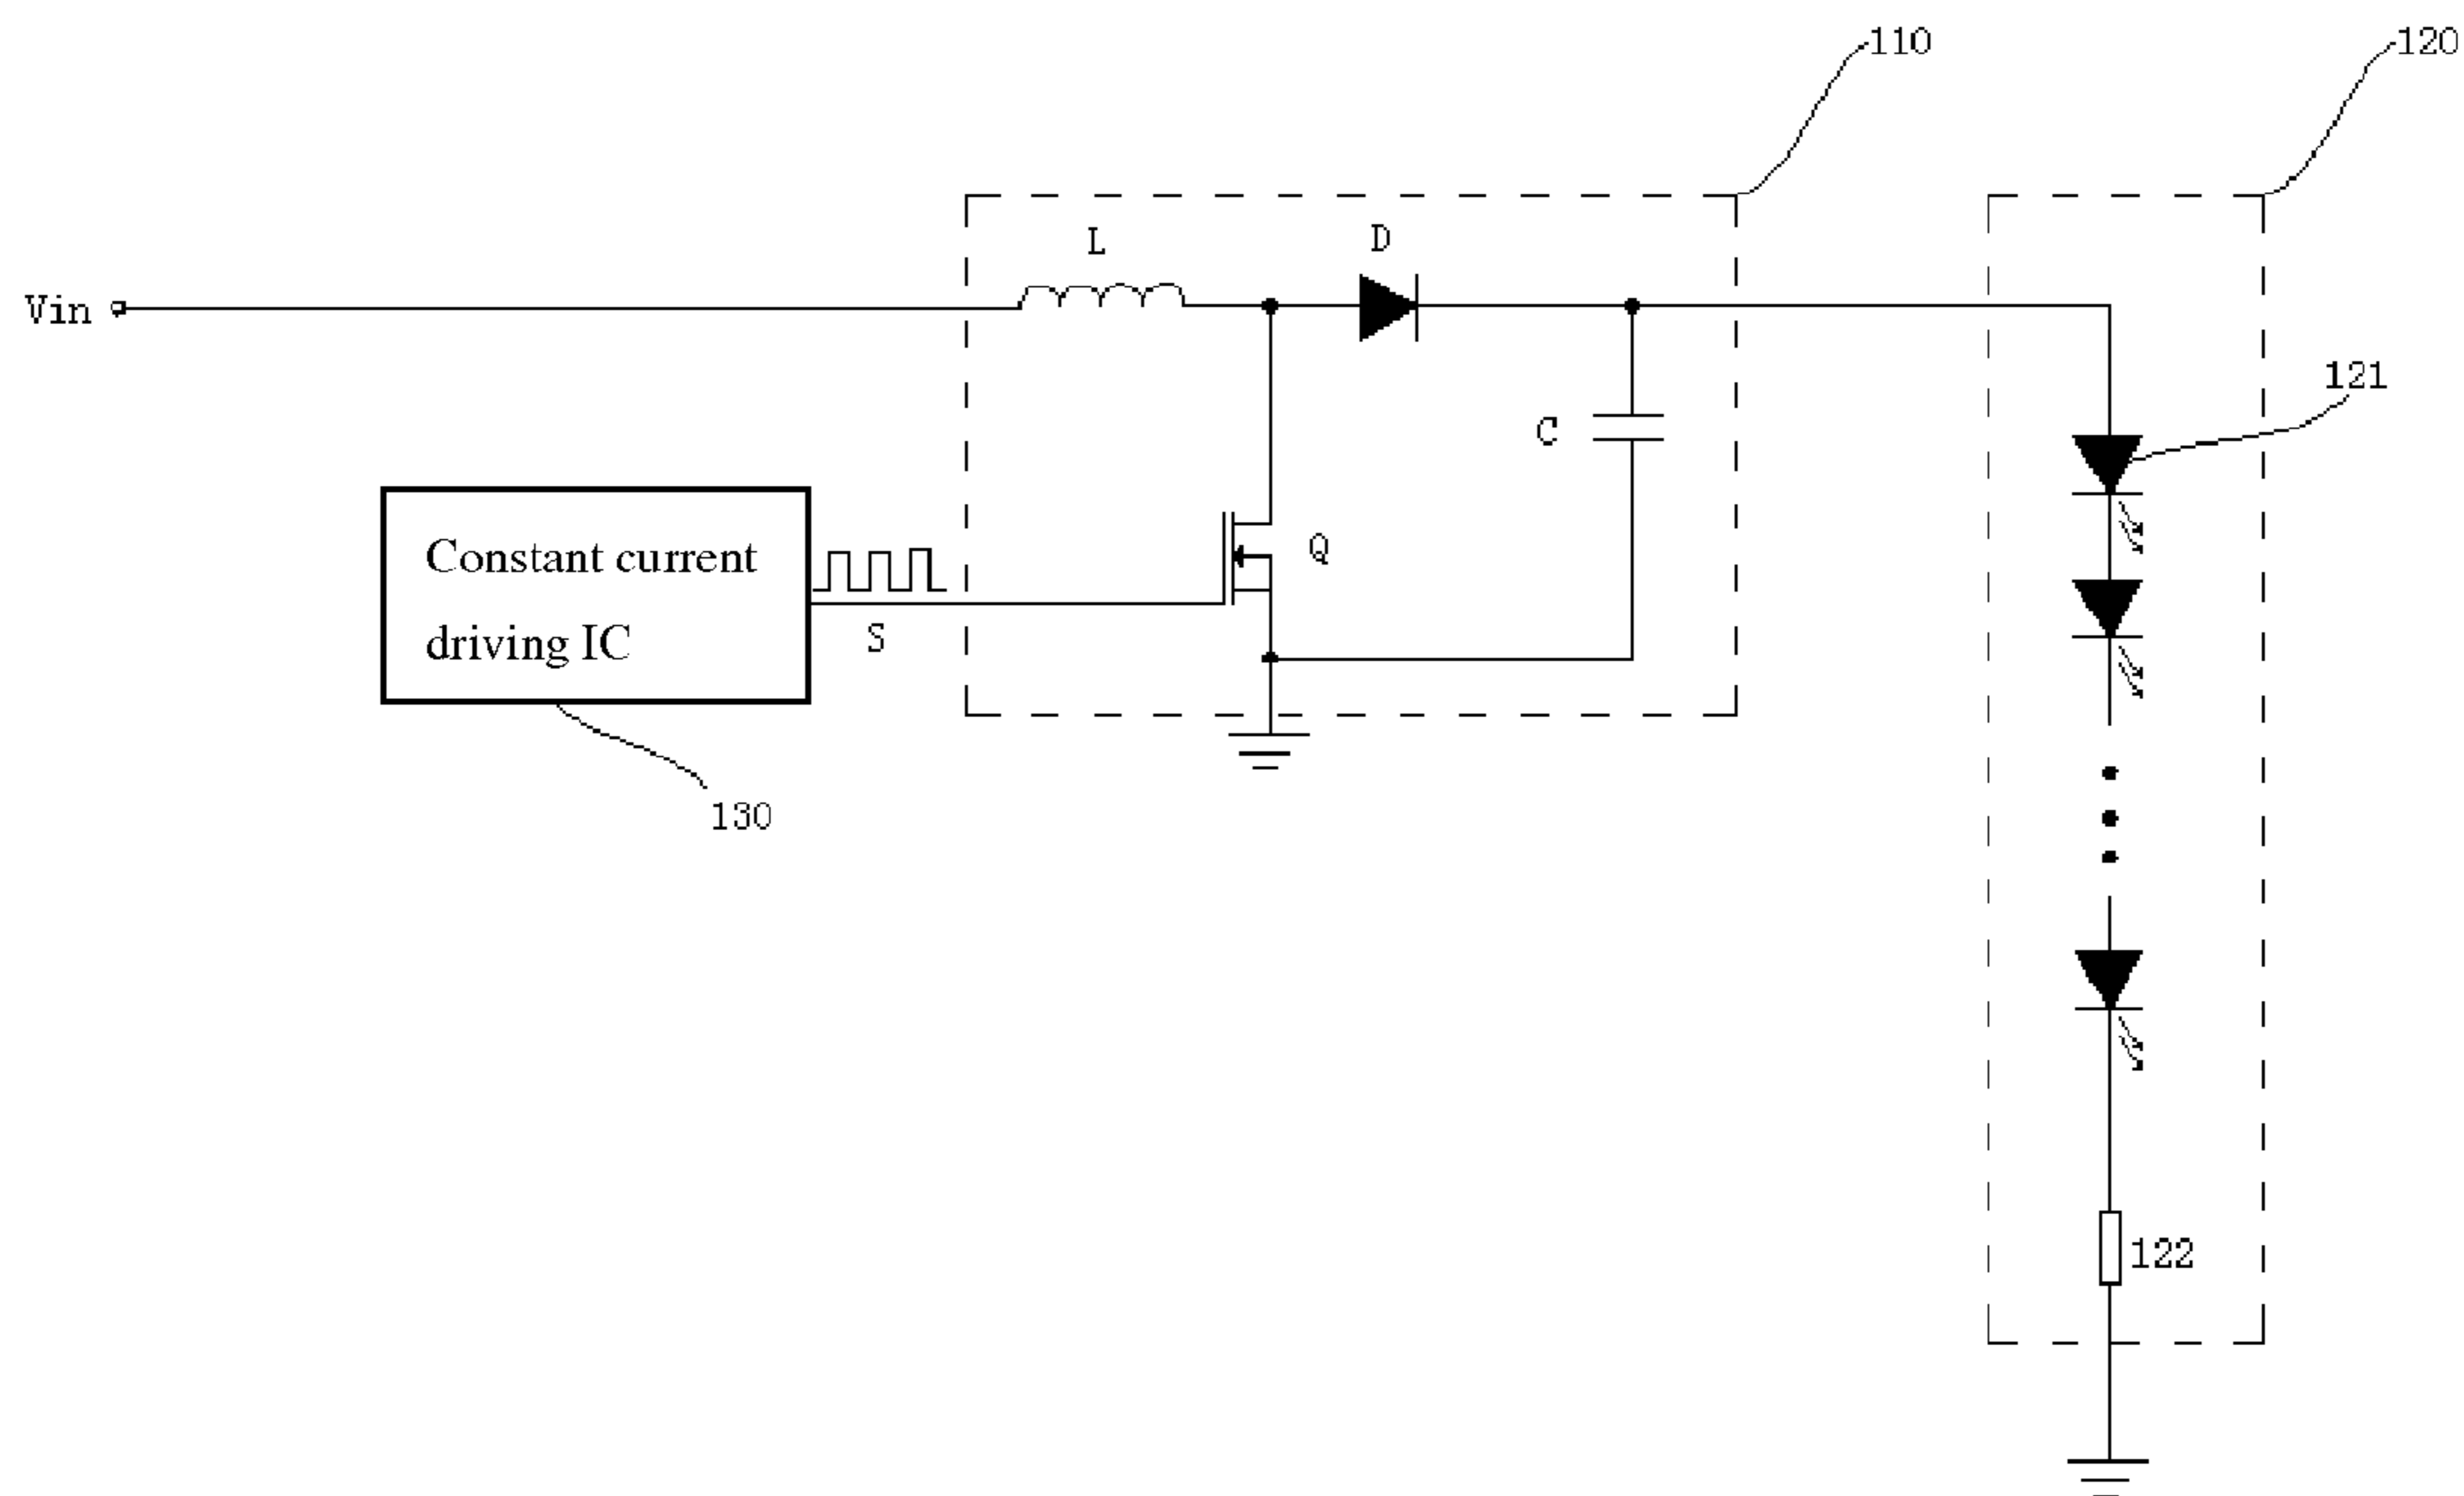 110
120
L
D
Vin
121
C
Constant current
driving IC
Q
S
130
122